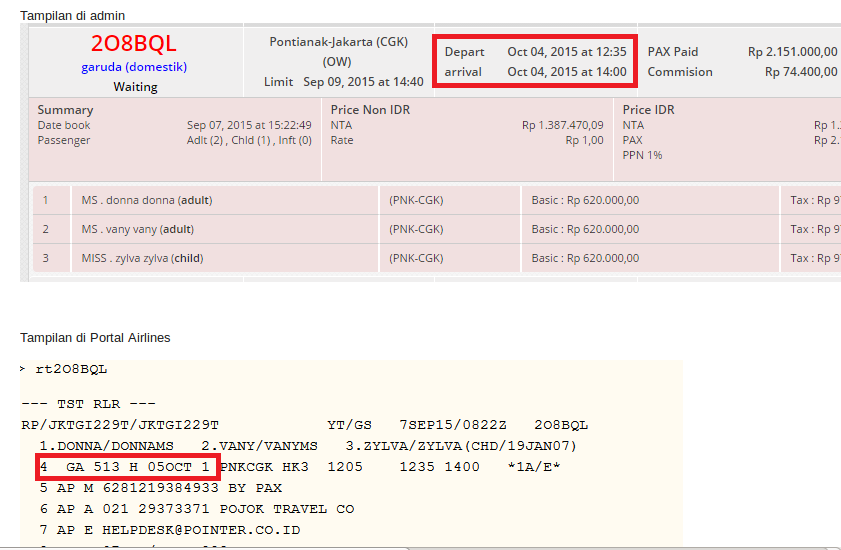 Tampilan di admin
2O8BQL
garuda (domestik)
Waiting
Pontianak-Jakarta (CGK)
(OW)
Limit Sep 09, 2015 at 14:40
Depart Oct 04, 2015 at 12:35
arrival Oct 04, 2015 at 14:00
PAX Paid Rp 2.151.000,00
Commision Rp 74.400,00
Summary
Date book Sep 07, 2015 at 15:22:49
Passenger Adlt (2) , Chld (1) , Inft (0)
Price Non IDR
NTA Rp 1.387.470,09
Rate Rp 1,00
Price IDR
NTA Rp 1.
PAX Rp 2.
PPN 1%
1 MS . donna donna (adult) (PNK-CGK) Basic : Rp 620.000,00 Tax : Rp 9
2 MS . vany vany (adult) (PNK-CGK) Basic : Rp 620.000,00 Tax : Rp 9
3 MISS . zylva zylva (child) (PNK-CGK) Basic : Rp 620.000,00 Tax : Rp 9
Tampilan di Portal Airlines
> rt2O8BQL
--- TST RLR ---
RP/JKTGI229T/JKTGI229T YT/GS 7SEP15/0822Z 2O8BQL
1.DONNA/DONNAMS 2.VANY/VANYMS 3.ZYLVA/ZYLVA(CHD/19JAN07)
4 GA 513 H 05OCT 1 PNKCGK HK3 1205 1235 1400 *1A/E*
5 AP M 6281219384933 BY PAX
6 AP A 021 29373371 POJOK TRAVEL CO
7 AP E HELPDESK@POINTER.CO.ID